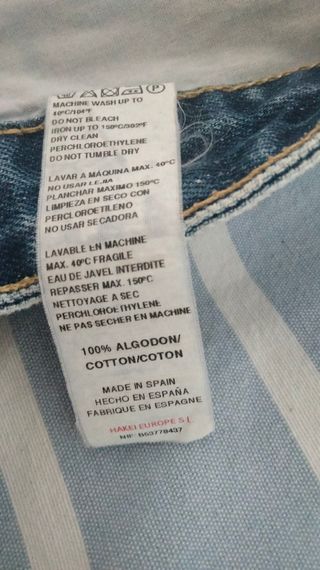 P
MACHINE WASH UP TO
40ºC/104ºF
DO NOT BLEACH
IRON UP TO 150ºC/302ºF
DRY CLEAN
PERCHLOROETHYLENE
DO NOT TUMBLE DRY
LAVAR A MÁQUINA MAX. 40ºC
NO USAR LEJIA
PLANCHAR MAXIMO 150ºC
LIMPIEZA EN SECO CON
PERCLOROETILENO
NO USAR SECADORA
LAVABLE EN MACHINE
MAX. 40ºC FRAGILE
EAU DE JAVEL INTERDITE
REPASSER MAX. 150ºC
NETTOYAGE A SEC
PERCHLOROETHYLENE
NE PAS SECHER EN MACHINE
100% ALGODON/
COTTON/COTON
MADE IN SPAIN
HECHO EN ESPAÑA
FABRIQUE EN ESPAGNE
HAKEI EUROPE S.L.
NIF B63778437